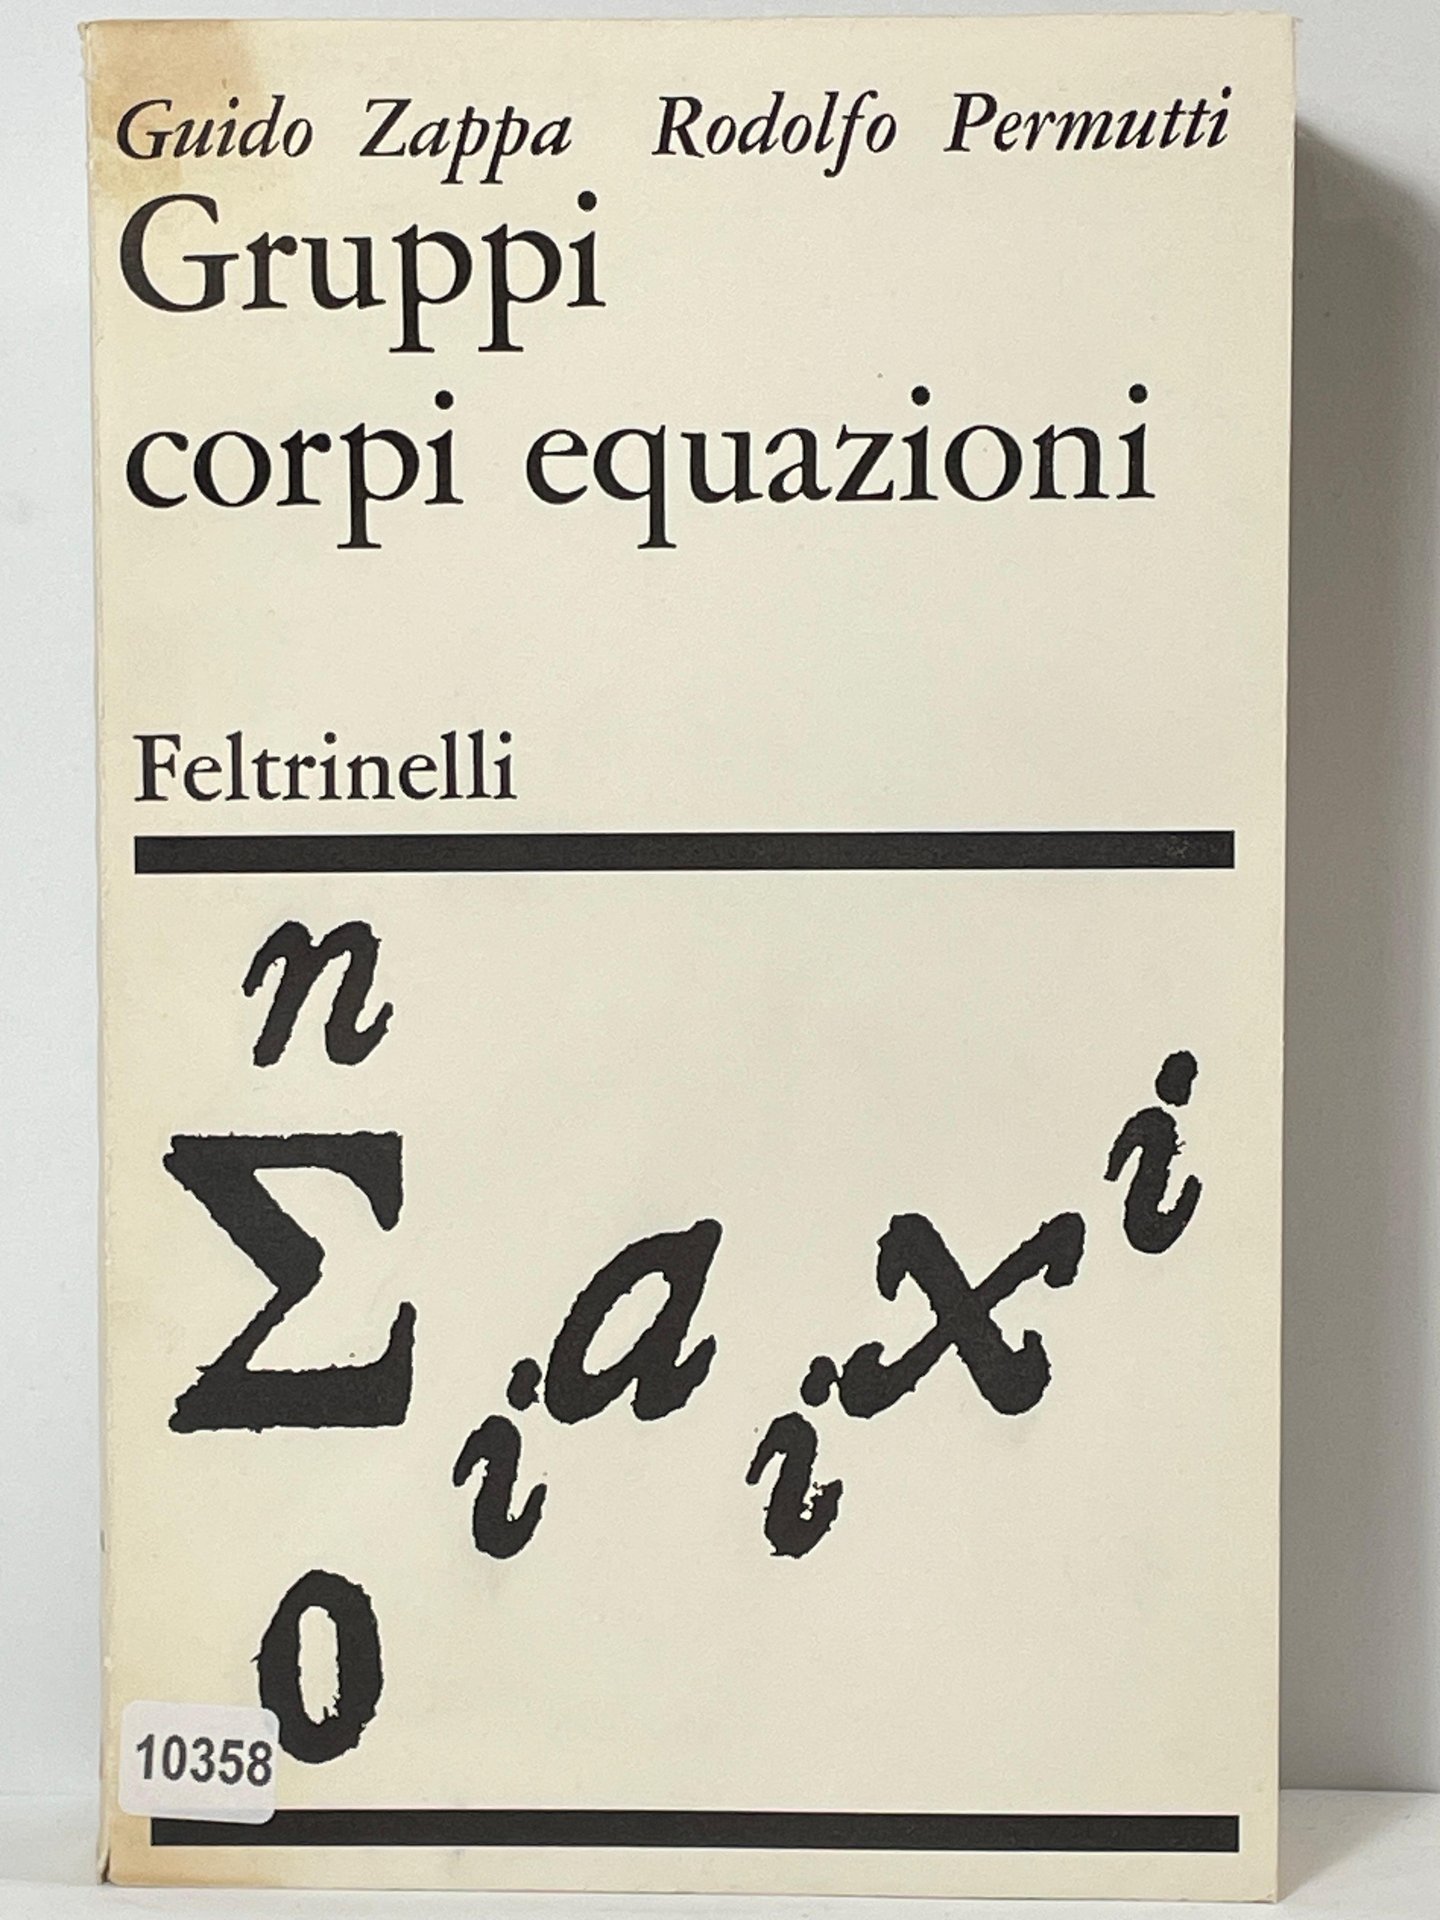 Guido Zappa Rodolfo Permutti
Gruppi
corpi equazioni
Feltrinelli
n
Σ i a i x i
0
10358